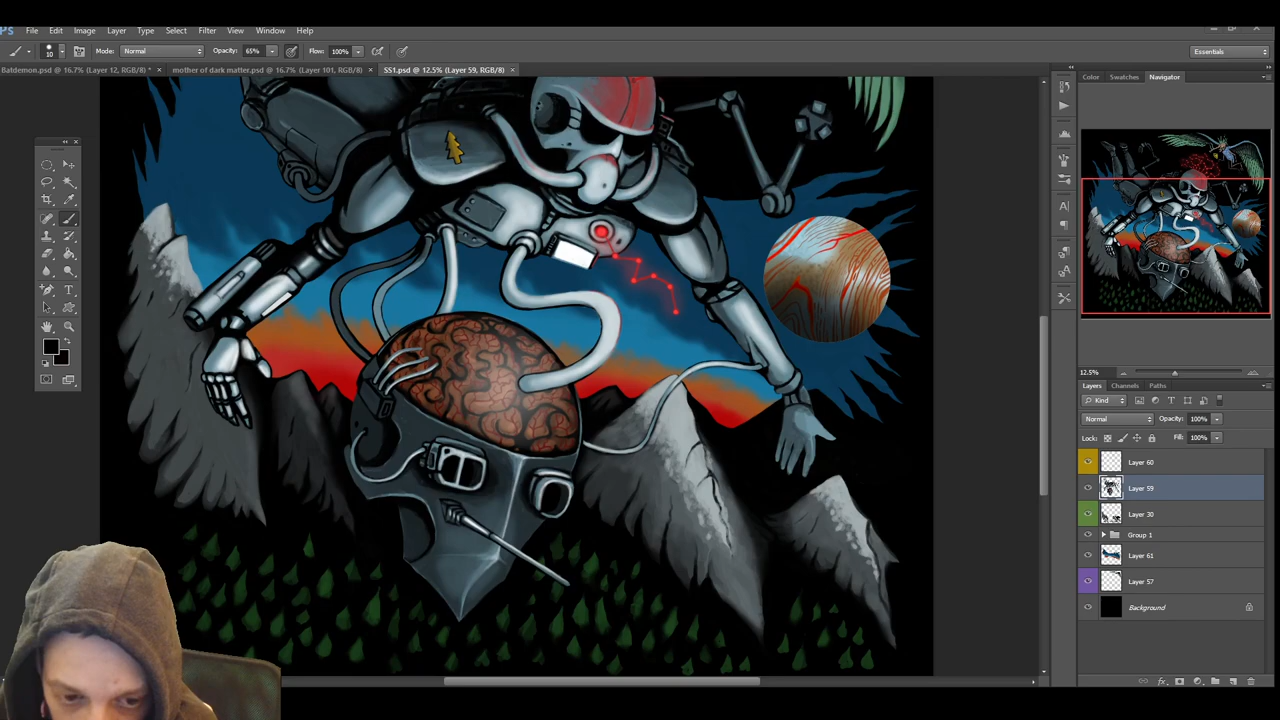 Ps File Edit Image Layer Type Select Filter View Window Help
10 Mode: Normal Opacity: 65% Flow: 100% Essentials
Batdemon.psd @ 16.7% (Layer 12, RGB/8) * × mother of dark matter.psd @ 16.7% (Layer 101, RGB/8) × SS1.psd @ 12.5% (Layer 59, RGB/8) ×
Color Swatches Navigator
12.5%
Layers Channels Paths
Kind
Normal Opacity: 100%
Lock: Fill: 100%
Layer 60
Layer 59
Layer 30
Group 1
Layer 61
Layer 57
Background